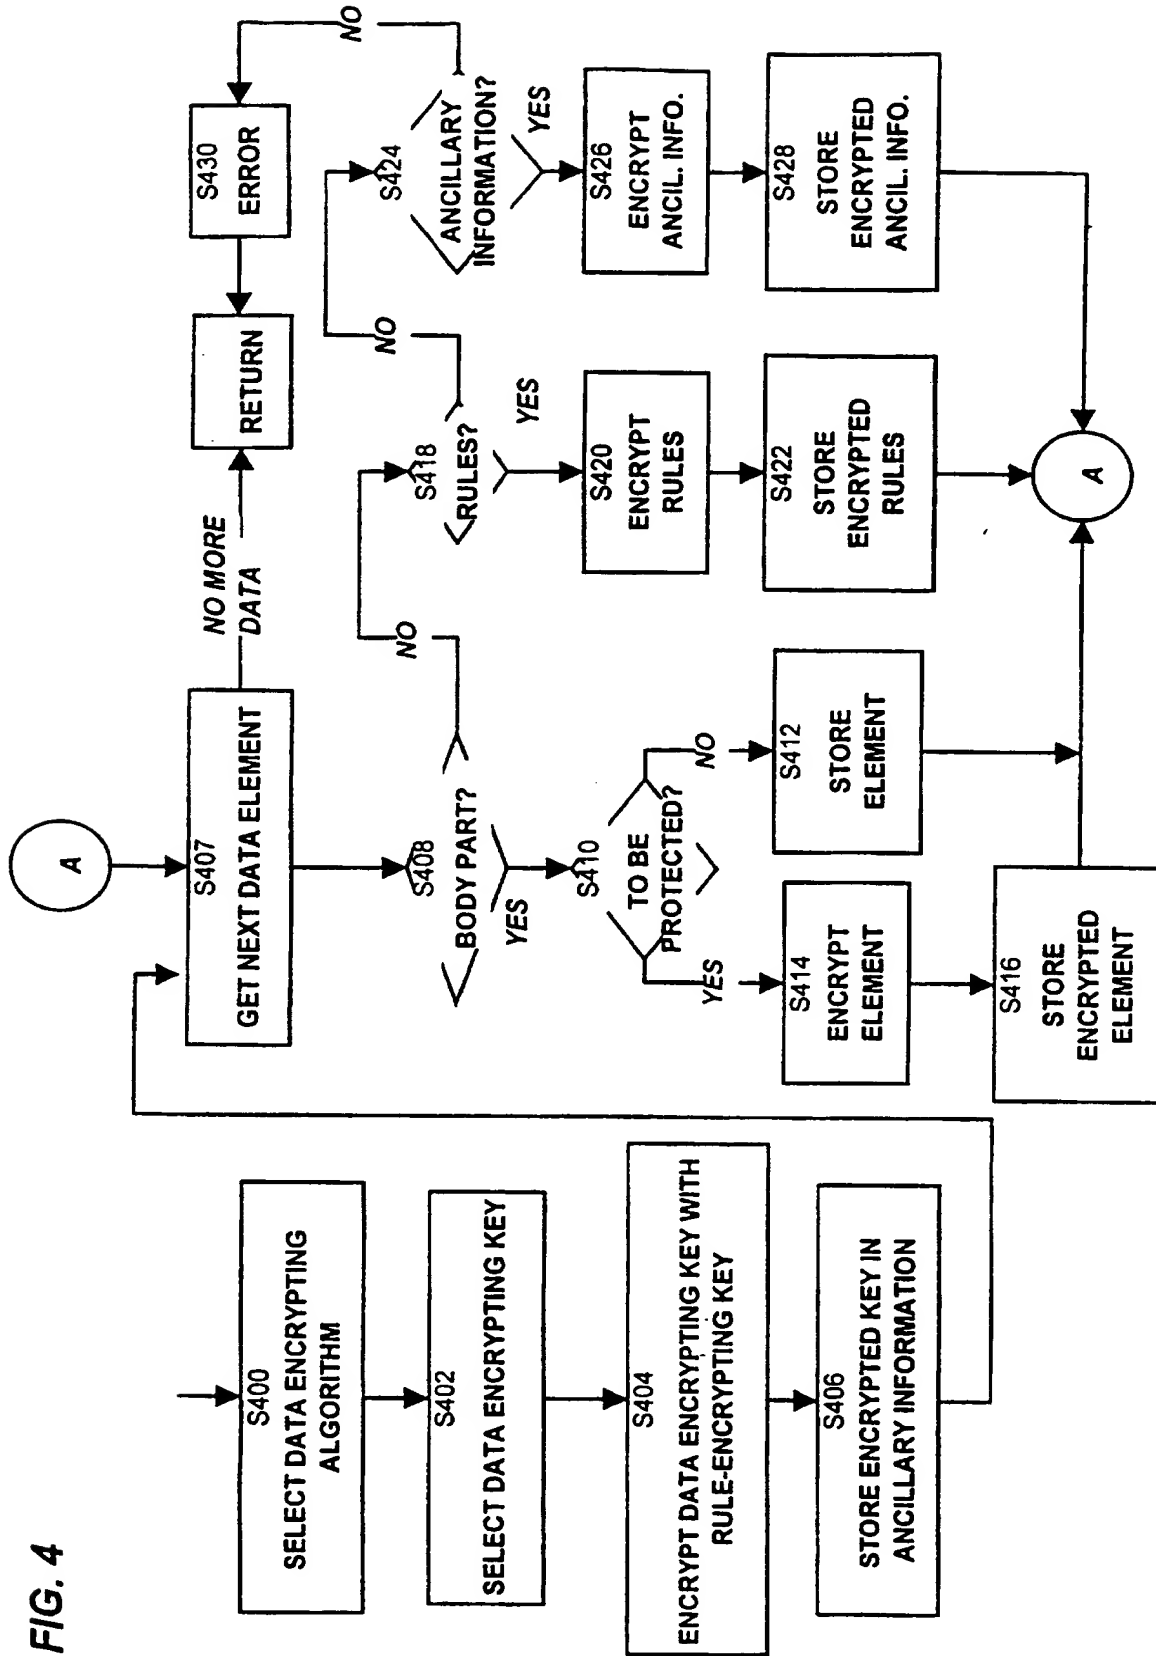 FIG. 4
S400
SELECT DATA ENCRYPTING
ALGORITHM
S402
SELECT DATA ENCRYPTING KEY
S404
ENCRYPT DATA ENCRYPTING KEY WITH
RULE-ENCRYPTING KEY
S406
STORE ENCRYPTED KEY IN
ANCILLARY INFORMATION
A
S407
GET NEXT DATA ELEMENT
NO MORE
DATA
RETURN
S430
ERROR
S408
BODY PART?
YES
NO
S410
TO BE
PROTECTED?
YES
NO
S414
ENCRYPT
ELEMENT
S416
STORE
ENCRYPTED
ELEMENT
S412
STORE
ELEMENT
S418
RULES?
YES
NO
S420
ENCRYPT
RULES
S422
STORE
ENCRYPTED
RULES
S424
ANCILLARY
INFORMATION?
YES
NO
S426
ENCRYPT
ANCIL. INFO.
S428
STORE
ENCRYPTED
ANCIL. INFO.
A